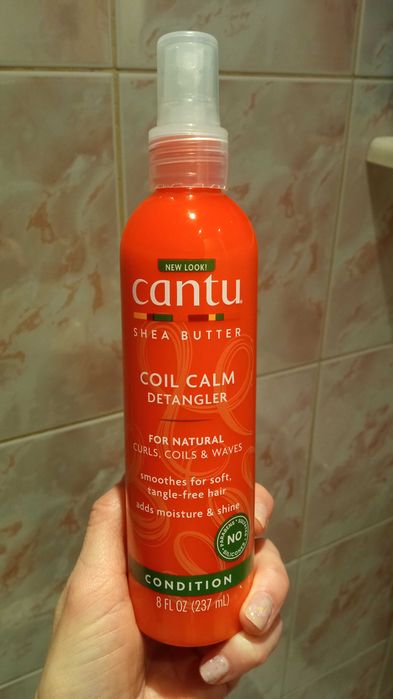 NEW LOOK!
cantu
SHEA BUTTER
COIL CALM
DETANGLER
FOR NATURAL
CURLS, COILS & WAVES
smoothes for soft,
tangle-free hair
adds moisture & shine
NO
CONDITION
8 FL OZ (237 mL)